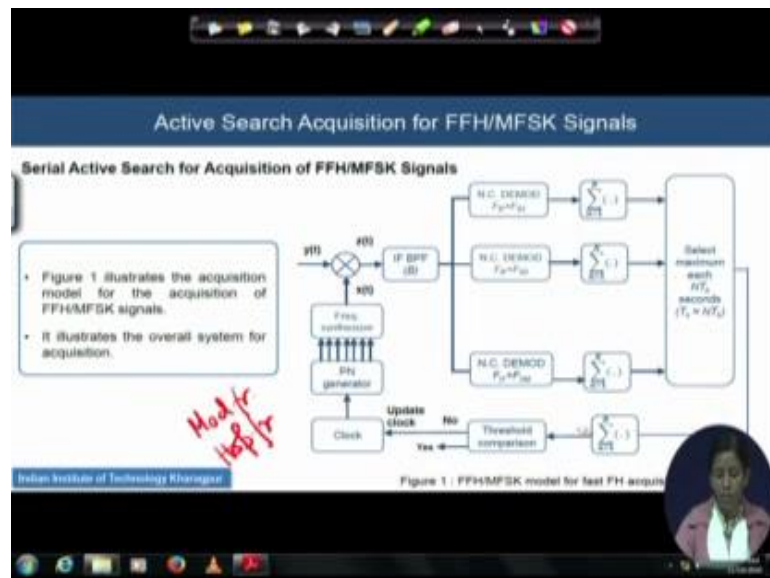 Active Search Acquisition for FFH/MFSK Signals
Serial Active Search for Acquisition of FFH/MFSK Signals
• Figure 1 illustrates the acquisition model for the acquisition of FFH/MFSK signals.
• It illustrates the overall system for acquisition.
y(t)
z(t)
x(t)
IF BPF
(B)
Freq. synthesizer
PN generator
Clock
Update clock
No
Yes
Threshold comparison
N.C. DEMOD
N.C. DEMOD
N.C. DEMOD
Select maximum each
seconds
Indian Institute of Technology Kharagpur
Figure 1 : FFH/MFSK model for fast FH